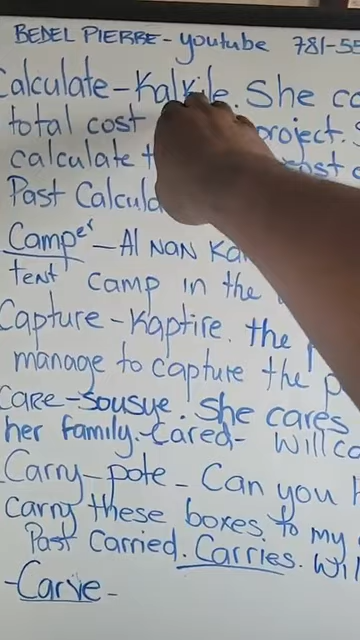 BEDEL PIERRE - youtube 781-55
Calculate - Kalkile. She
total cost project.
calculate cost
Past
Camper - Al NAN
tent camp in the
Capture - Kaptire. the
manage to capture the
CARE - SOUSYE. She cares
her family. - Cared - Will
Carry - pote - Can you
carry these boxes to my
Past Carried. Carries. Will
- Carve -